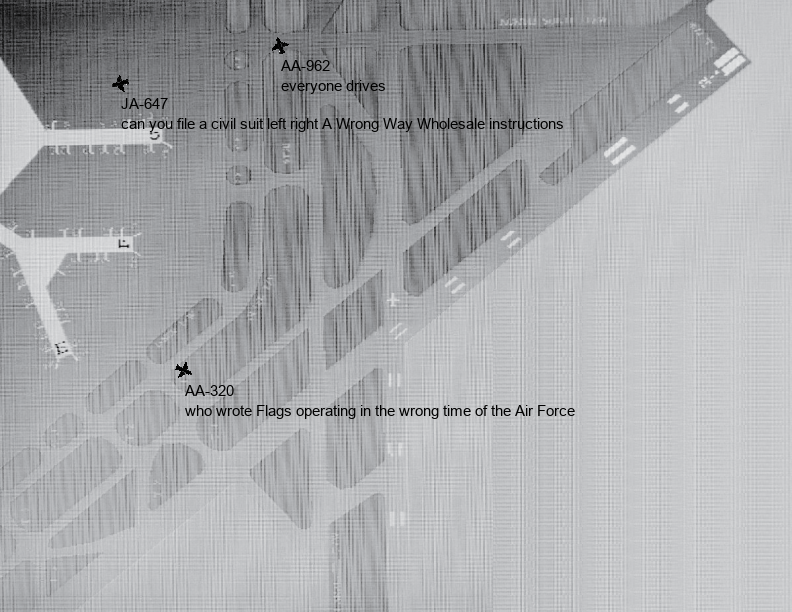 AA-962
everyone drives
JA-647
can you file a civil suit left right A Wrong Way Wholesale instructions
AA-320
who wrote Flags operating in the wrong time of the Air Force